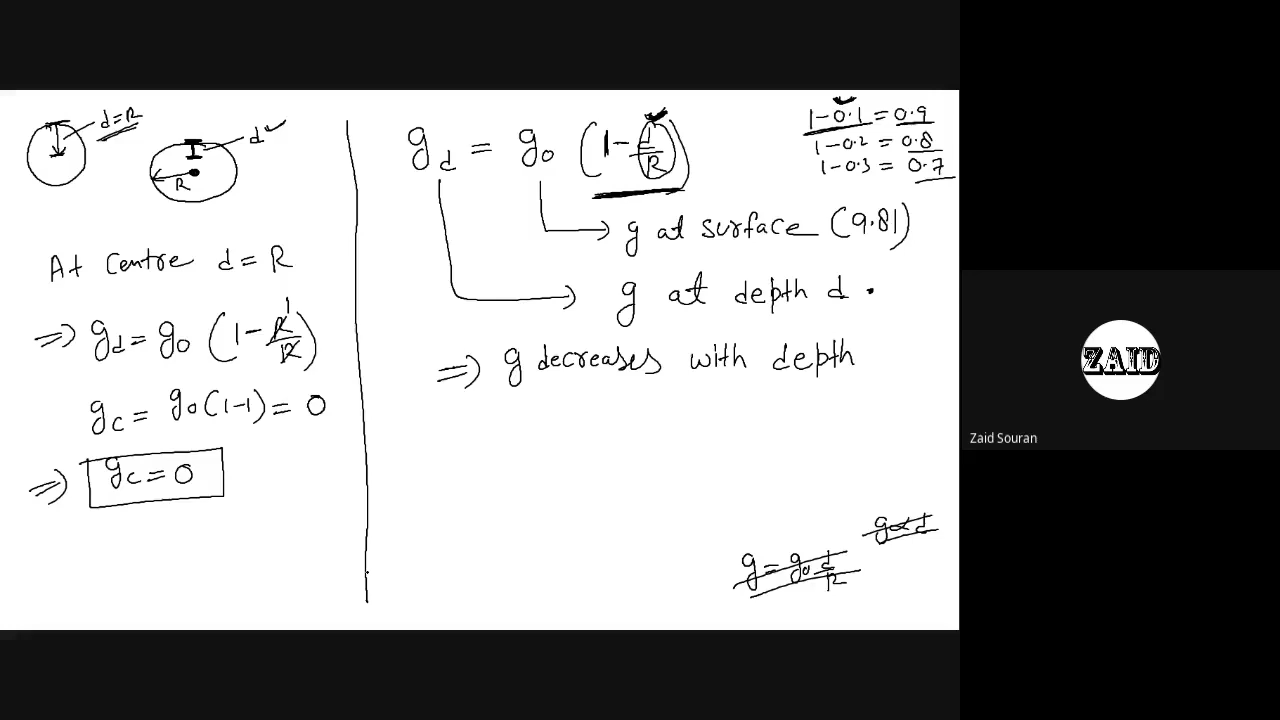 d=R
d
R
At Centre d = R
⇒ gd = g0 (1 - R/R) 1
gc = g0 (1-1) = 0
⇒ gc = 0
gd = g0 (1 - d/R)
1 - 0.1 = 0.9
1 - 0.2 = 0.8
1 - 0.3 = 0.7
g at surface (9.81)
g at depth d .
⇒ g decreases with depth
g ∝ d
g = g0 d/R
ZAID
Zaid Souran